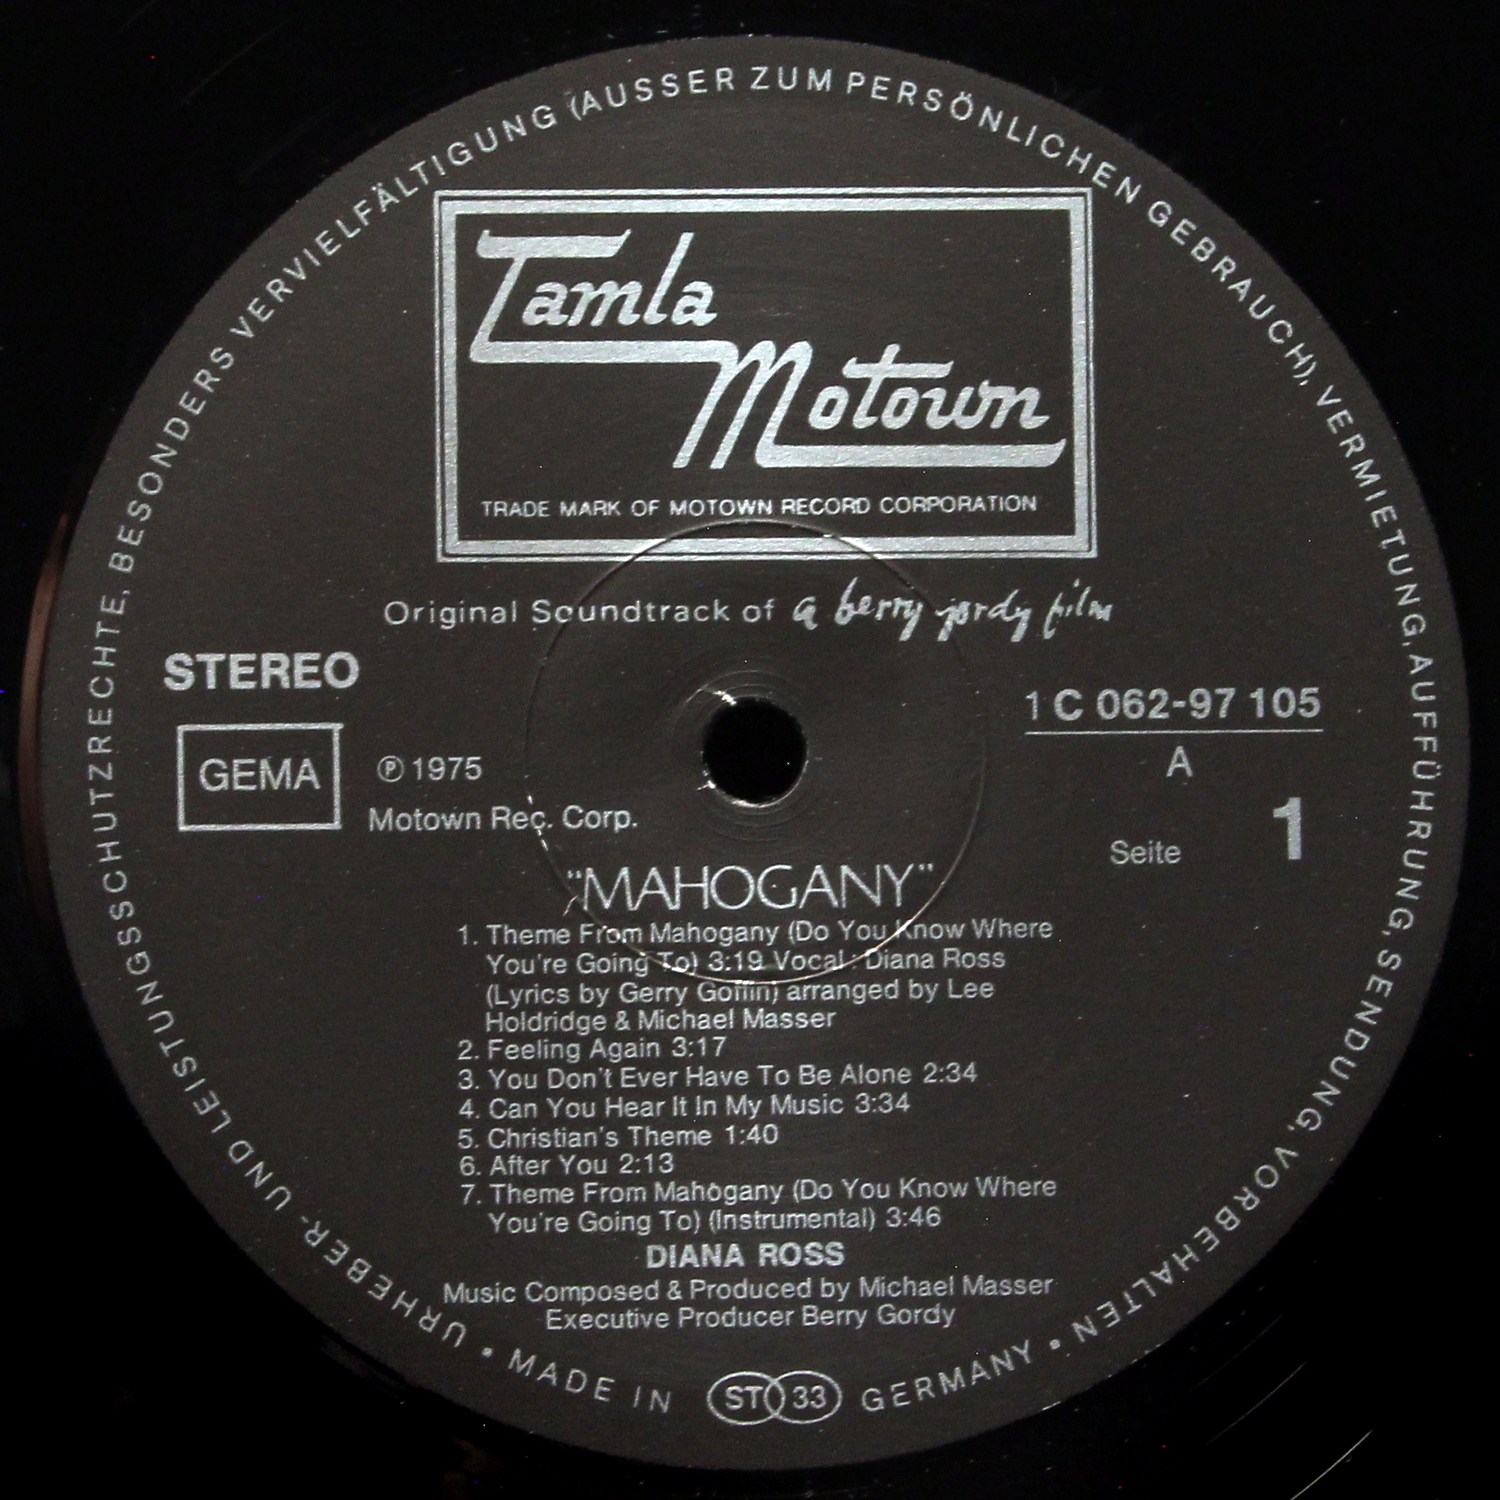 URHEBER- UND LEISTUNGSSCHUTZRECHTE, BESONDERS VERVIELFÄLTIGUNG (AUSSER ZUM PERSÖNLICHEN GEBRAUCH), VERMIETUNG, AUFFÜHRUNG, SENDUNG, VORBEHALTEN •
Tamla
Motown
TRADE MARK OF MOTOWN RECORD CORPORATION
Original Soundtrack of a berry gordy film
STEREO
1 C 062-97 105
A
GEMA
℗ 1975
Motown Rec. Corp.
Seite 1
"MAHOGANY"
1. Theme From Mahogany (Do You Know Where
You're Going To) 3:19 Vocal: Diana Ross
(Lyrics by Gerry Goffin) arranged by Lee
Holdridge & Michael Masser
2. Feeling Again 3:17
3. You Don't Ever Have To Be Alone 2:34
4. Can You Hear It In My Music 3:34
5. Christian's Theme 1:40
6. After You 2:13
7. Theme From Mahogany (Do You Know Where
You're Going To) (Instrumental) 3:46
DIANA ROSS
Music Composed & Produced by Michael Masser
Executive Producer Berry Gordy
• MADE IN ST 33 GERMANY